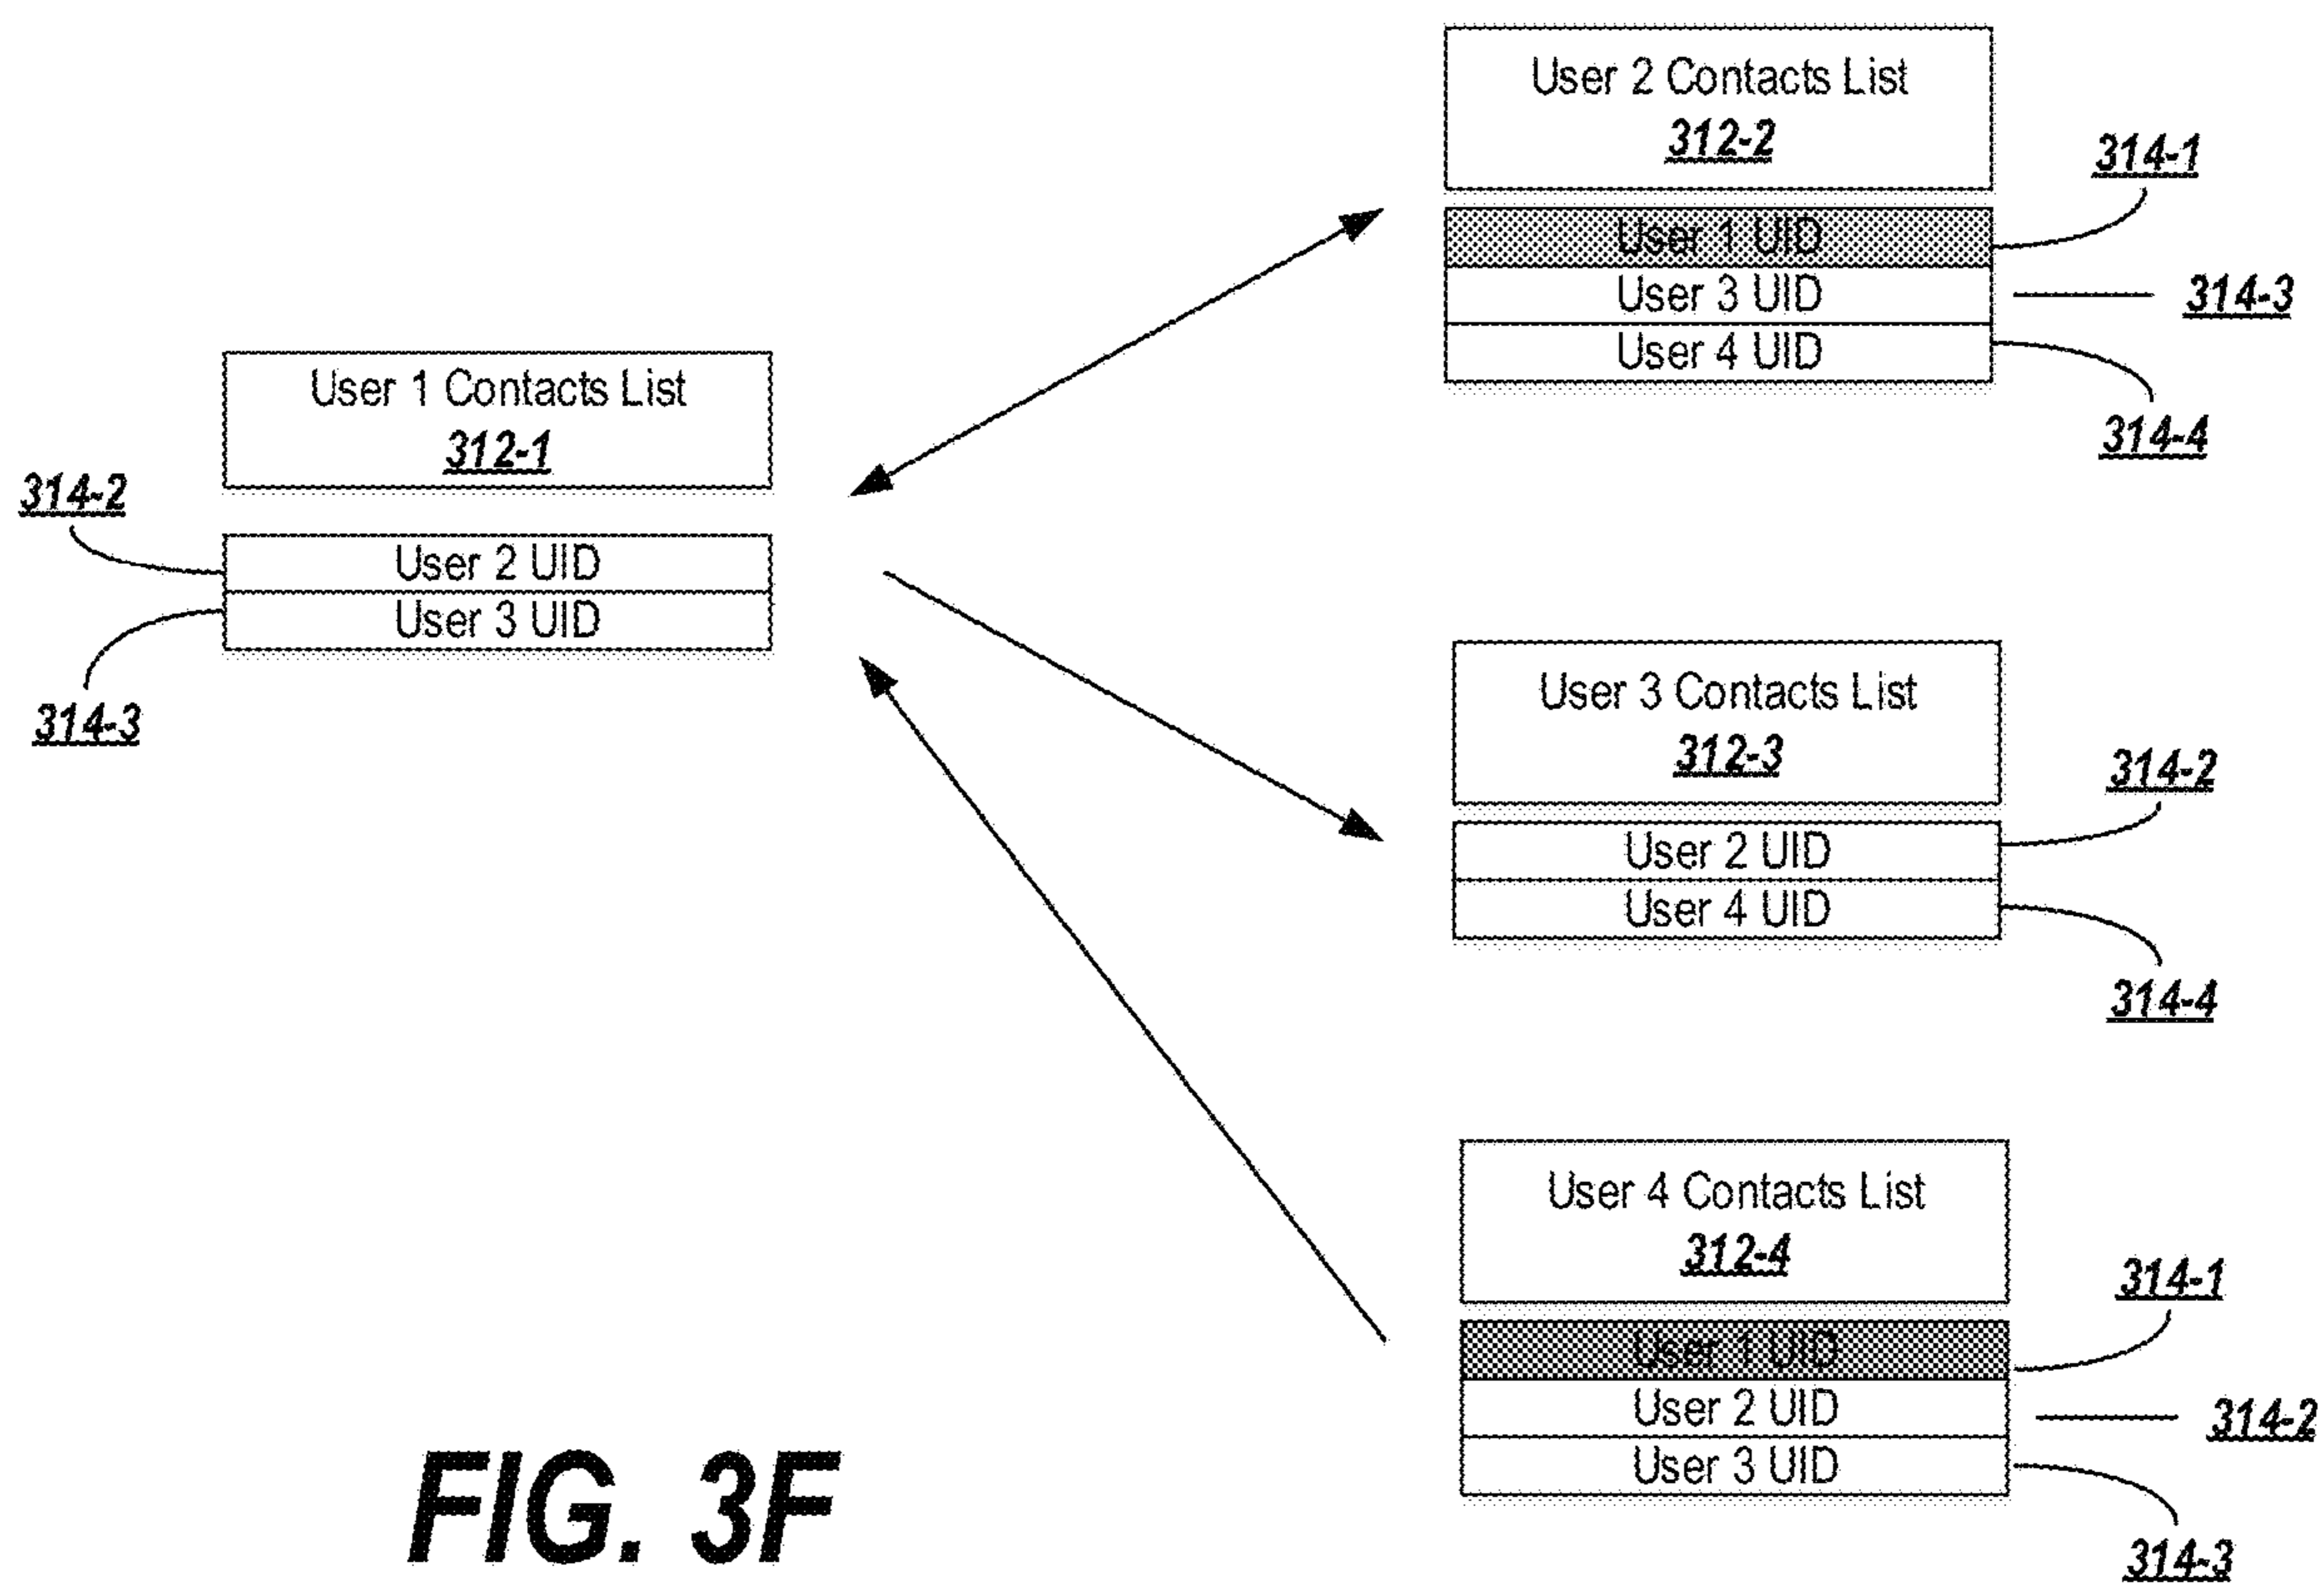 User 2 Contacts List
312-2
314-1
User 1 UID
User 3 UID
314-3
User 4 UID
314-4
User 1 Contacts List
312-1
314-2
User 2 UID
User 3 UID
314-3
User 3 Contacts List
312-3
314-2
User 2 UID
User 4 UID
314-4
User 4 Contacts List
312-4
314-1
User 1 UID
User 2 UID
314-2
User 3 UID
314-3
FIG. 3F